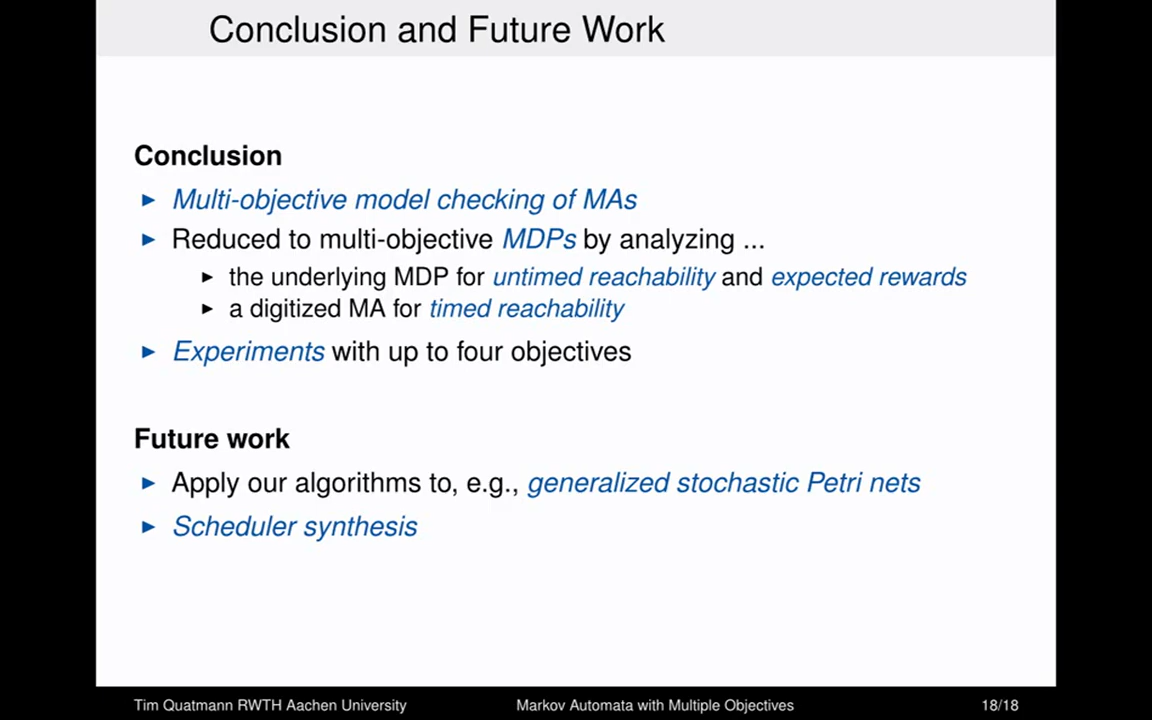 Conclusion and Future Work
Conclusion
► Multi-objective model checking of MAs
► Reduced to multi-objective MDPs by analyzing ...
► the underlying MDP for untimed reachability and expected rewards
► a digitized MA for timed reachability
► Experiments with up to four objectives
Future work
► Apply our algorithms to, e.g., generalized stochastic Petri nets
► Scheduler synthesis
Tim Quatmann RWTH Aachen University Markov Automata with Multiple Objectives 18/18